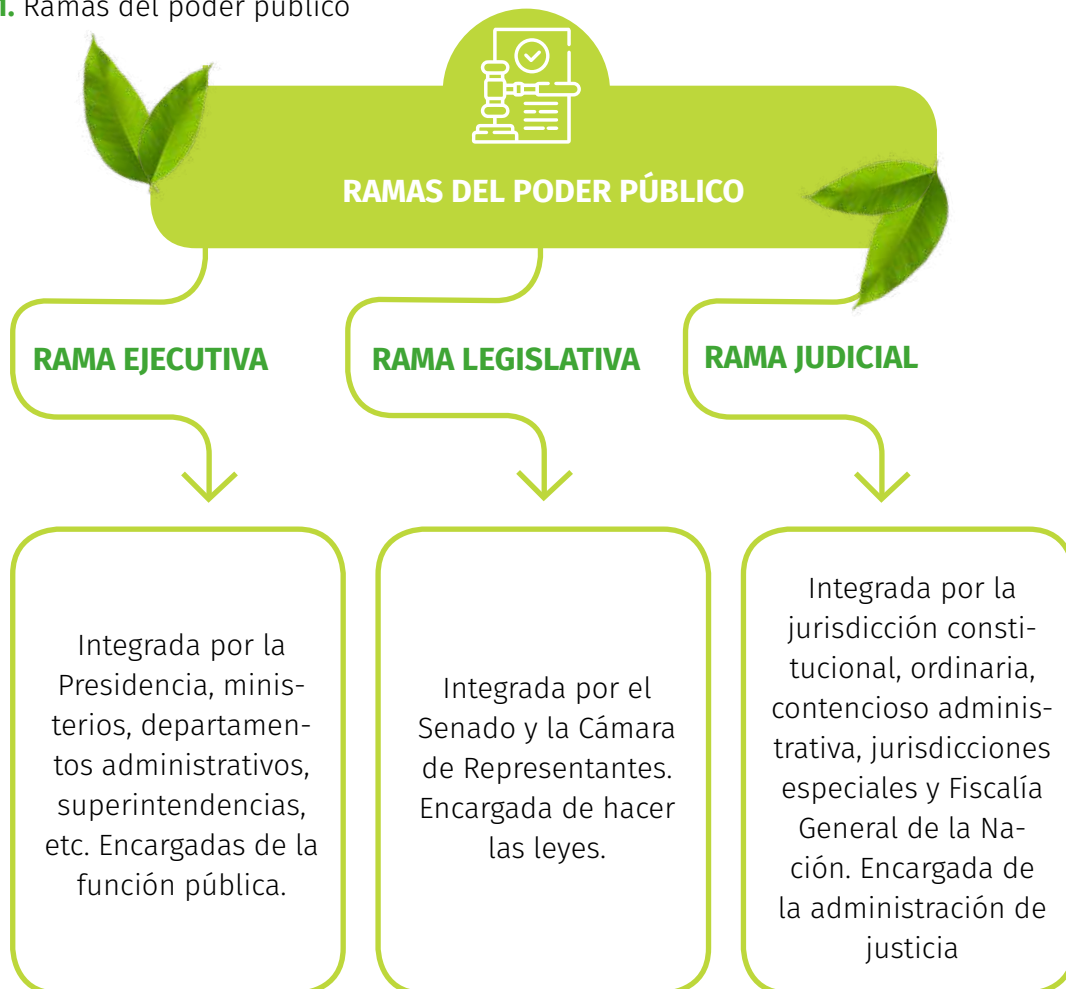 1. Ramas del poder público
RAMAS DEL PODER PÚBLICO
RAMA EJECUTIVA
RAMA LEGISLATIVA
RAMA JUDICIAL
Integrada por la
Presidencia, minis-
terios, departamen-
tos administrativos,
superintendencias,
etc. Encargadas de la
función pública.
Integrada por el
Senado y la Cámara
de Representantes.
Encargada de hacer
las leyes.
Integrada por la
jurisdicción consti-
tucional, ordinaria,
contencioso adminis-
trativa, jurisdicciones
especiales y Fiscalía
General de la Na-
ción. Encargada de
la administración de
justicia